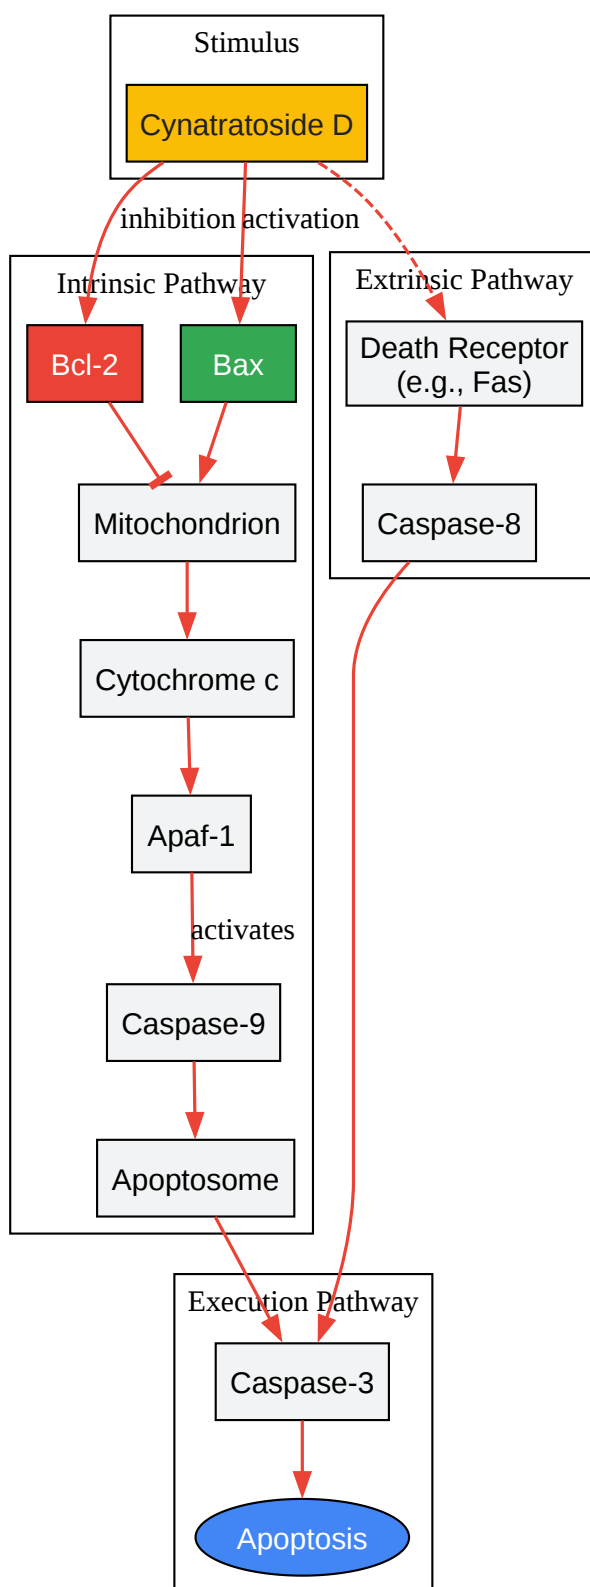 Stimulus
Cynatratoside D
inhibition
activation
Intrinsic Pathway
Extrinsic Pathway
Bcl-2
Bax
Death Receptor
(e.g., Fas)
Mitochondrion
Caspase-8
Cytochrome c
Apaf-1
activates
Caspase-9
Apoptosome
Execution Pathway
Caspase-3
Apoptosis